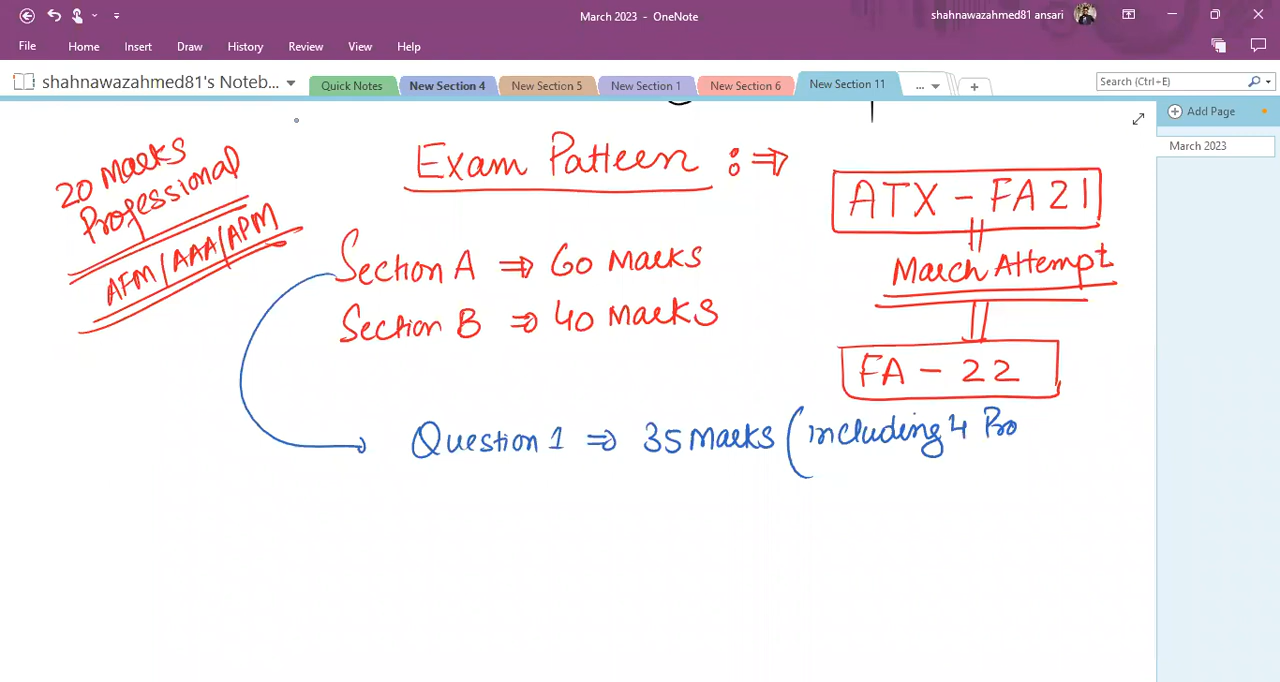 March 2023 - OneNote
shahnawazahmed81 ansari
File Home Insert Draw History Review View Help
shahnawazahmed81's Noteb... Quick Notes New Section 4 New Section 5 New Section 1 New Section 6 New Section 11 ... Search (Ctrl+E)
Add Page
March 2023
20 Marks
Professional
AFM/AAA/APM
Exam Pattern :⇒
Section A ⇒ 60 Marks
Section B ⇒ 40 Marks
ATX - FA 21
March Attempt
FA - 22
Question 1 ⇒ 35 Marks (including 4 Pro